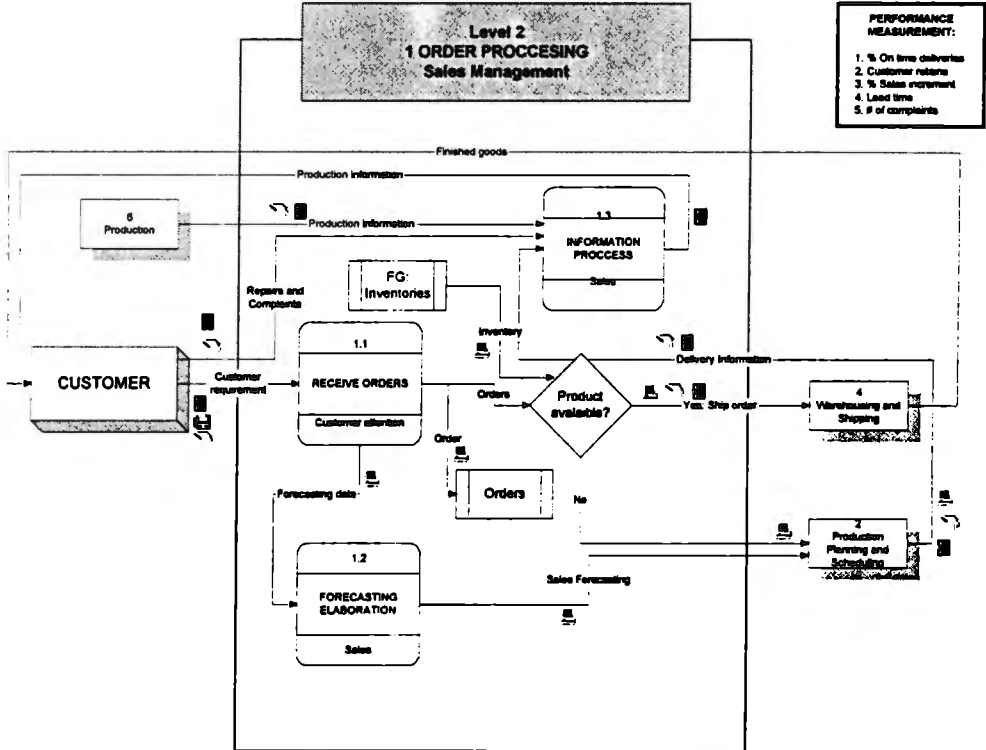 Level 2
1 ORDER PROCCESING
Sales Management
PERFORMANCE
MEASUREMENT:
1. % On time deliveries
2. Customer returns
3. % Sales increment
4. Lead time
5. # of complaints
Finished goods
Production Information
6
Production
Production Information
1.3
INFORMATION
PROCCESS
Sales
FG:
Inventories
Repairs and
Complaints
Inventory
Delivery Information
CUSTOMER
Customer
requirement
1.1
RECEIVE ORDERS
Customer attention
Orders
Product
available?
Yes: Ship order
4
Warehousing and
Shipping
Order
Orders
Forecasting data
No
2
Production
Planning and
Scheduling
1.2
FORECASTING
ELABORATION
Sales
Sales Forecasting